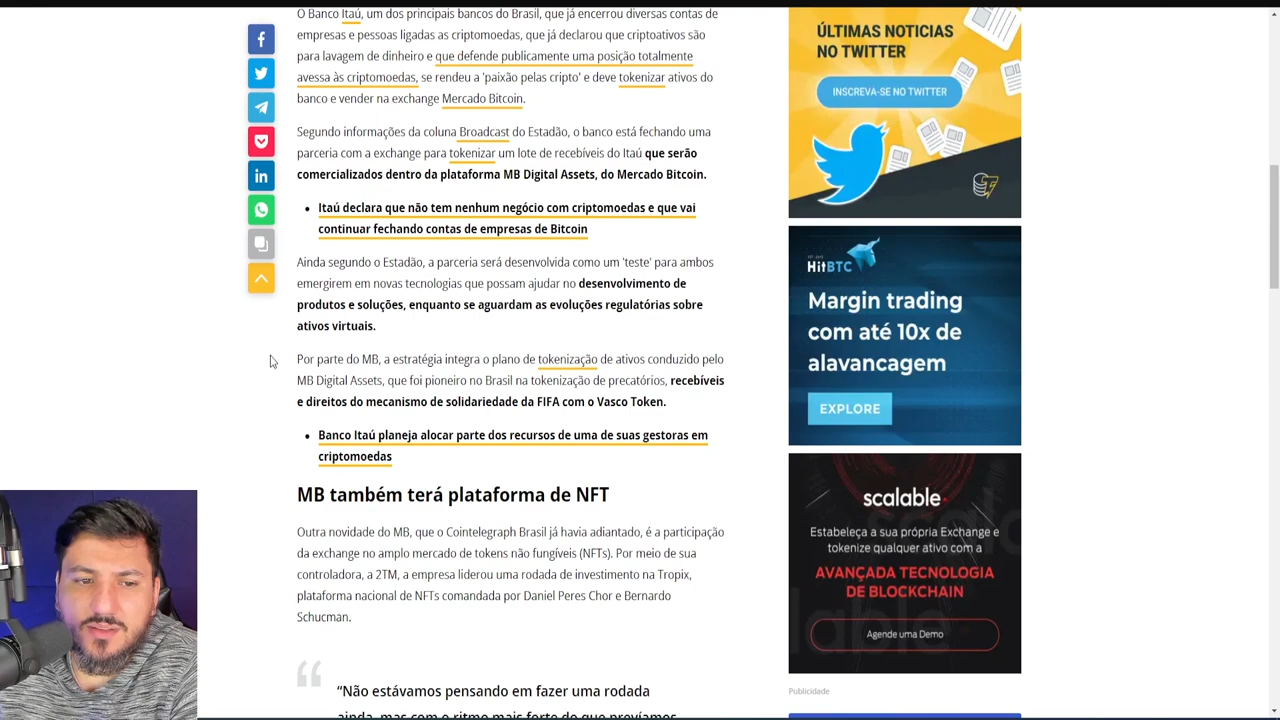 O Banco Itaú, um dos principais bancos do Brasil, que já encerrou diversas contas de
empresas e pessoas ligadas as criptomoedas, que já declarou que criptoativos são
para lavagem de dinheiro e que defende publicamente uma posição totalmente
avessa às criptomoedas, se rendeu a 'paixão pelas cripto' e deve tokenizar ativos do
banco e vender na exchange Mercado Bitcoin.
Segundo informações da coluna Broadcast do Estadão, o banco está fechando uma
parceria com a exchange para tokenizar um lote de recebíveis do Itaú que serão
comercializados dentro da plataforma MB Digital Assets, do Mercado Bitcoin.
• Itaú declara que não tem nenhum negócio com criptomoedas e que vai
continuar fechando contas de empresas de Bitcoin
Ainda segundo o Estadão, a parceria será desenvolvida como um 'teste' para ambos
emergirem em novas tecnologias que possam ajudar no desenvolvimento de
produtos e soluções, enquanto se aguardam as evoluções regulatórias sobre
ativos virtuais.
Por parte do MB, a estratégia integra o plano de tokenização de ativos conduzido pelo
MB Digital Assets, que foi pioneiro no Brasil na tokenização de precatórios, recebíveis
e direitos do mecanismo de solidariedade da FIFA com o Vasco Token.
• Banco Itaú planeja alocar parte dos recursos de uma de suas gestoras em
criptomoedas
MB também terá plataforma de NFT
Outra novidade do MB, que o Cointelegraph Brasil já havia adiantado, é a participação
da exchange no amplo mercado de tokens não fungíveis (NFTs). Por meio de sua
controladora, a 2TM, a empresa liderou uma rodada de investimento na Tropix,
plataforma nacional de NFTs comandada por Daniel Peres Chor e Bernardo
Schucman.
“Não estávamos pensando em fazer uma rodada
ainda, mas com o ritmo mais forte do que prevíamos
ÚLTIMAS NOTICIAS
NO TWITTER
INSCREVA-SE NO TWITTER
HitBTC
Margin trading
com até 10x de
alavancagem
EXPLORE
scalable
Estabeleça a sua própria Exchange e
tokenize qualquer ativo com a
AVANÇADA TECNOLOGIA
DE BLOCKCHAIN
Agende uma Demo
Publicidade